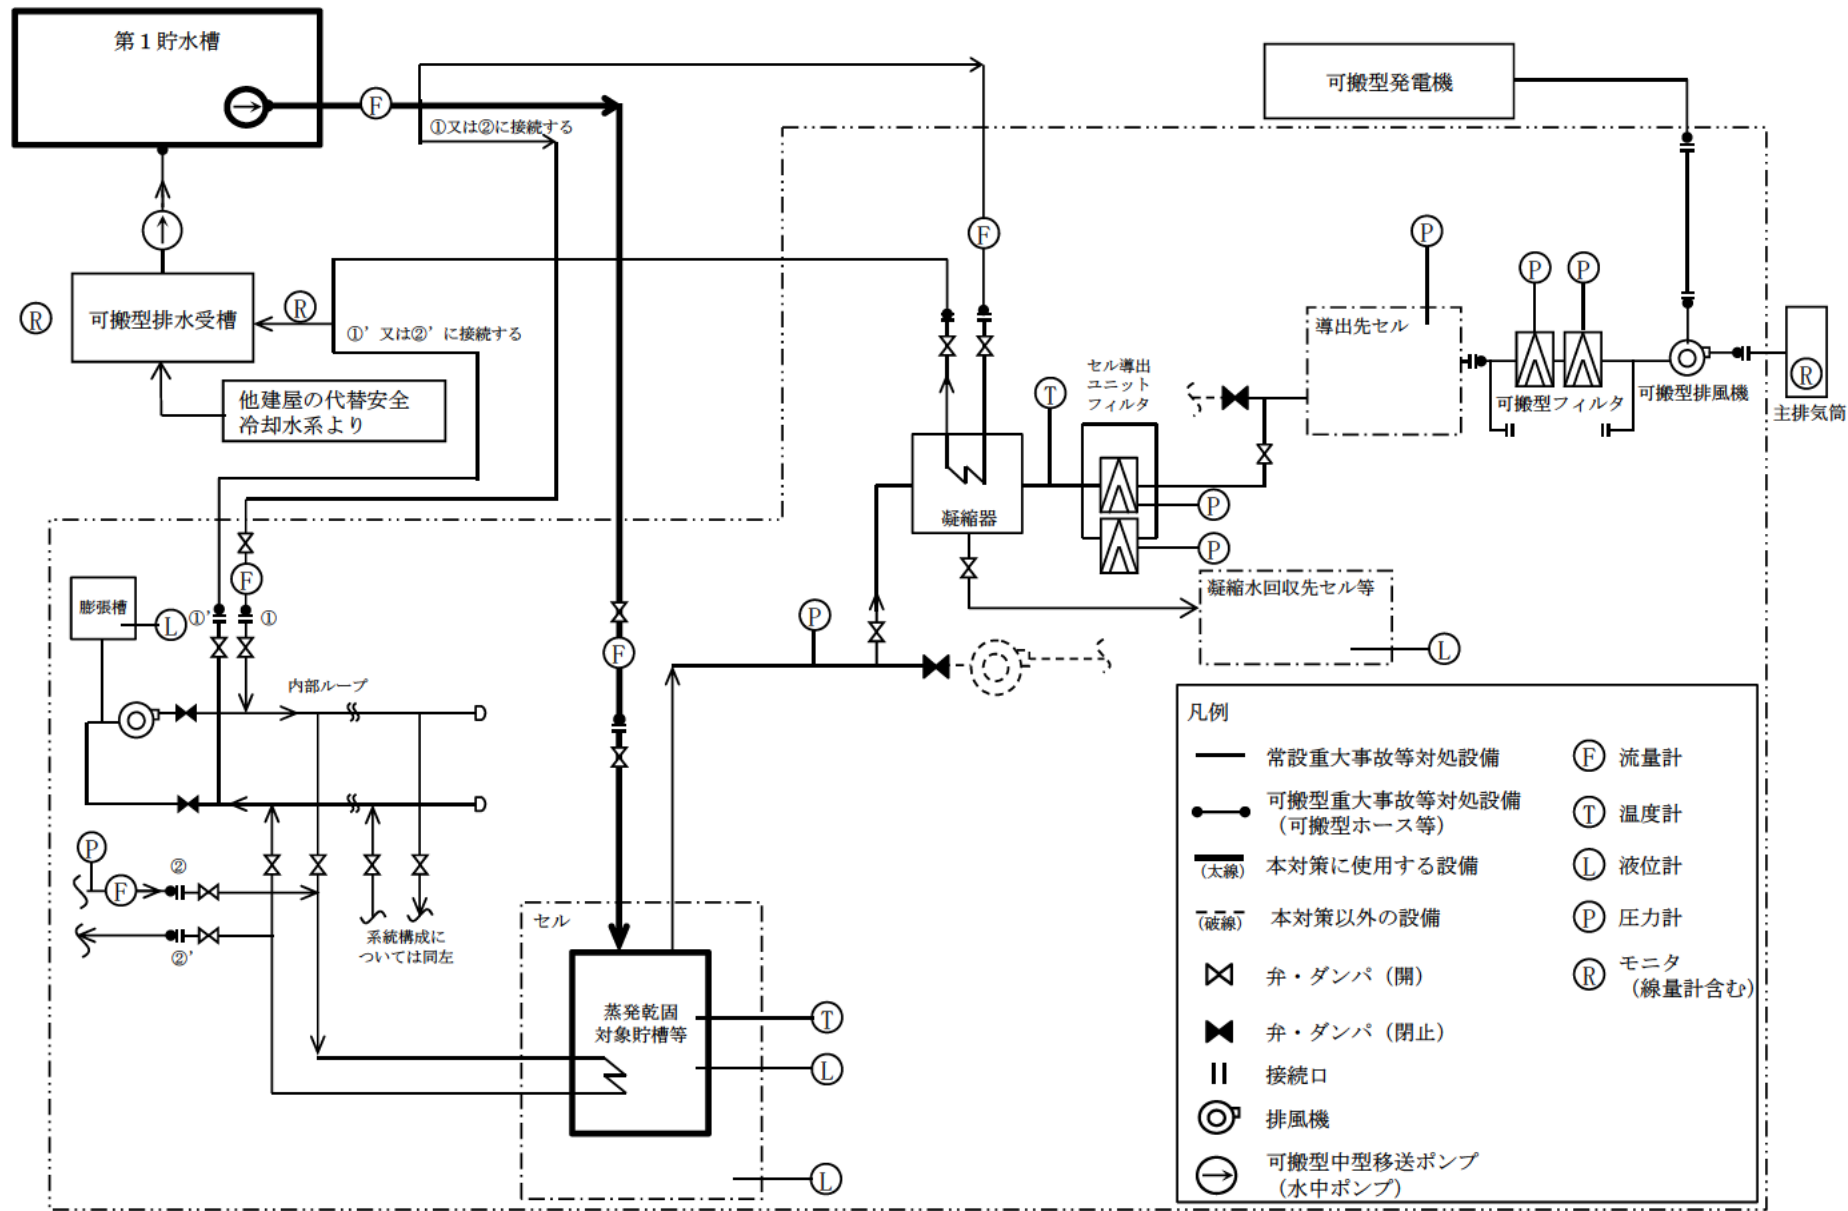 第１貯水槽
F
①又は②に接続する
可搬型発電機
F
P
P
P
R
可搬型排水受槽
R
①’又は②’に接続する
他建屋の代替安全
冷却水系より
導出先セル
可搬型フィルタ
可搬型排風機
R
主排気筒
T
セル導出
ユニット
フィルタ
P
P
凝縮器
凝縮水回収先セル等
L
P
膨張槽
L
①’
F
①
F
内部ループ
P
F
②
②’
系統構成に
ついては同左
セル
蒸発乾固
対象貯槽等
T
L
L
凡例
常設重大事故等対処設備
可搬型重大事故等対処設備
（可搬型ホース等）
(太線)
本対策に使用する設備
(破線)
本対策以外の設備
弁・ダンパ（開）
弁・ダンパ（閉止）
接続口
排風機
可搬型中型移送ポンプ
（水中ポンプ）
F 流量計
T 温度計
L 液位計
P 圧力計
R モニタ
（線量計含む）